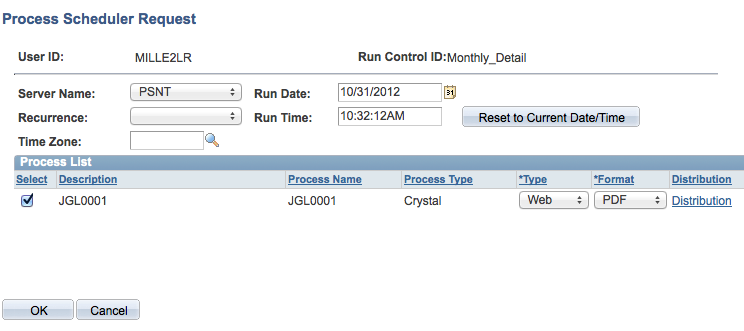 Process Scheduler Request
User ID: MILLE2LR Run Control ID: Monthly_Detail
Server Name: PSNT Run Date: 10/31/2012 31
Recurrence: Run Time: 10:32:12AM Reset to Current Date/Time
Time Zone:
Process List
Select Description Process Name Process Type *Type *Format Distribution
JGL0001 JGL0001 Crystal Web PDF Distribution
OK Cancel